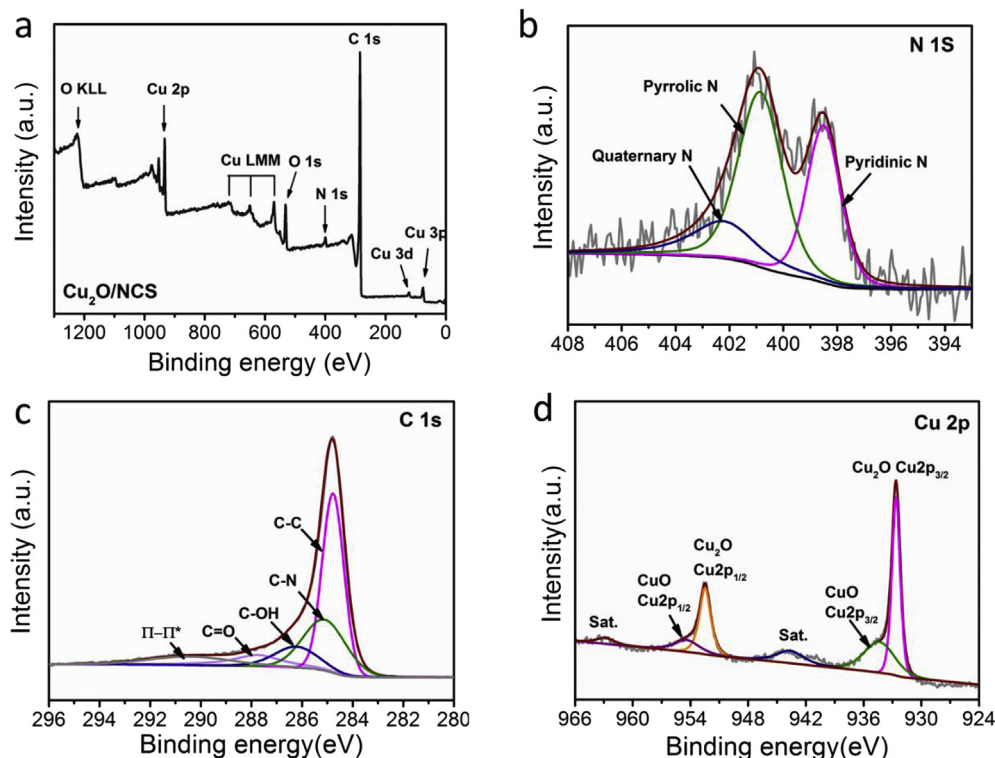 a
C 1s
O KLL
Cu 2p
Cu LMM
O 1s
N 1s
Cu 3p
Cu 3d
Cu₂O/NCS
Intensity (a.u.)
1200 1000 800 600 400 200 0
Binding energy (eV)
b
N 1S
Pyrrolic N
Quaternary N
Pyridinic N
Intensity (a.u.)
408 406 404 402 400 398 396 394
Binding energy (eV)
c
C 1s
C-C
C-N
C-OH
C=O
Π–Π*
Intensity (a.u.)
296 294 292 290 288 286 284 282 280
Binding energy(eV)
d
Cu 2p
Cu₂O Cu2p₃/₂
Cu₂O
Cu2p₁/₂
CuO
Cu2p₁/₂
CuO
Cu2p₃/₂
Sat.
Sat.
Intensity(a.u.)
966 960 954 948 942 936 930 924
Binding energy(eV)